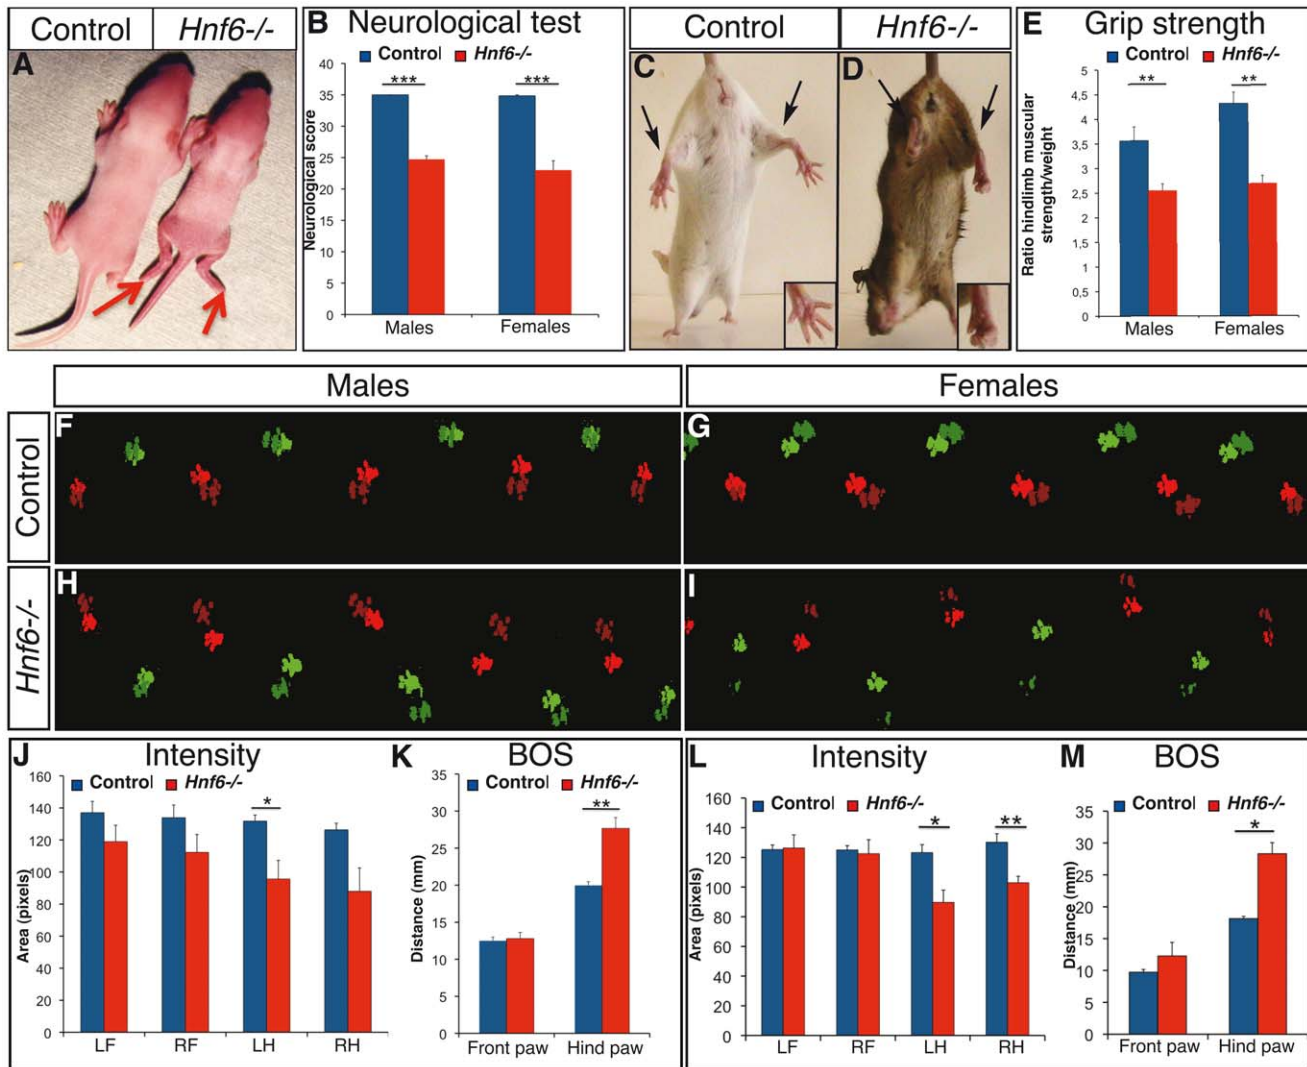 Control Hnf6-/-
A
B Neurological test
Control Hnf6-/-
Neurological score
40
35
30
25
20
15
10
5
0
*** ***
Males Females
Control Hnf6-/-
C
D
E Grip strength
Control Hnf6-/-
Ratio hindlimb muscular
strength/weight
5
4,5
4
3,5
3
2,5
2
1,5
1
0,5
0
** **
Males Females
Males Females
Control
F
G
Hnf6-/-
H
I
J Intensity
Control Hnf6-/-
Area (pixels)
160
140
120
100
80
60
40
20
0
*
LF RF LH RH
K BOS
Control Hnf6-/-
Distance (mm)
35
30
25
20
15
10
5
0
**
Front paw Hind paw
L Intensity
Control Hnf6-/-
Area (pixels)
160
140
120
100
80
60
40
20
0
* **
LF RF LH RH
M BOS
Control Hnf6-/-
Distance (mm)
35
30
25
20
15
10
5
0
*
Front paw Hind paw